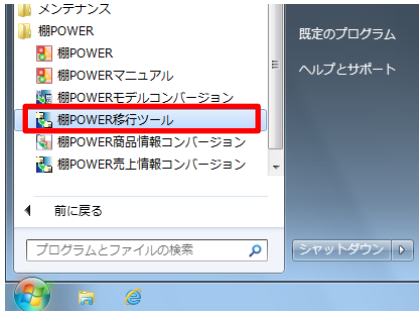 メンテナンス
棚POWER
棚POWER
棚POWERマニュアル
棚POWERモデルコンバージョン
棚POWER移行ツール
棚POWER商品情報コンバージョン
棚POWER売上情報コンバージョン
前に戻る
プログラムとファイルの検索
既定のプログラム
ヘルプとサポート
シャットダウン